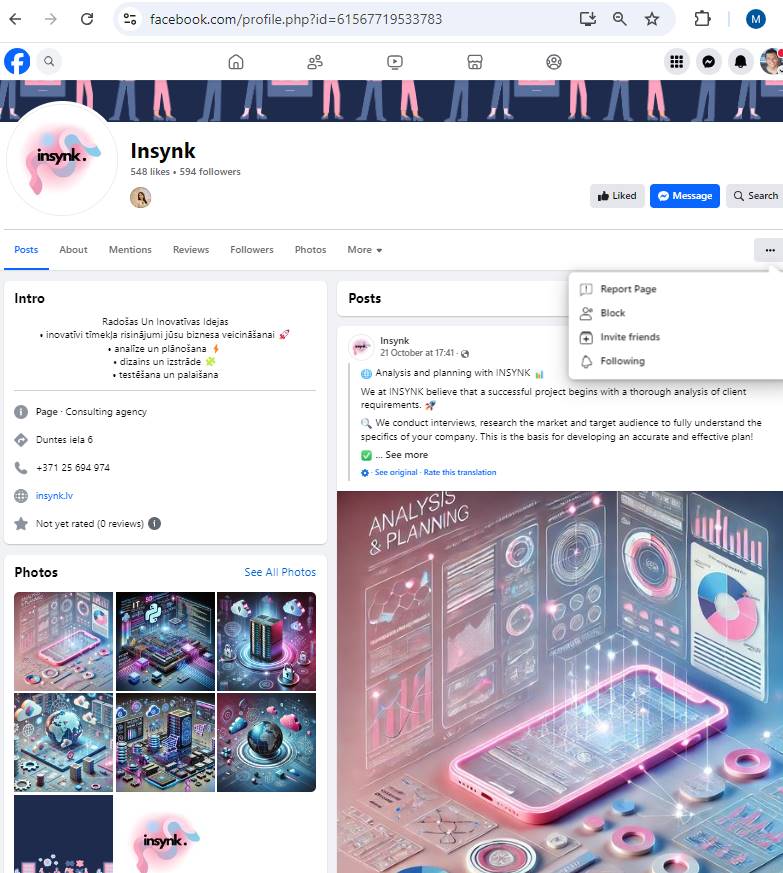 facebook.com/profile.php?id=61567719533783
M
insynk.
Insynk
548 likes • 594 followers
Liked
Message
Search
Posts
About
Mentions
Reviews
Followers
Photos
More
...
Report Page
Block
Invite friends
Following
Intro
Radošas Un Inovatīvas Idejas
• inovatīvi tīmekļa risinājumi jūsu biznesa veicināšanai 🚀
• analīze un plānošana ⚡
• dizains un izstrāde 🧩
• testēšana un palaišana
Page · Consulting agency
Duntes iela 6
+371 25 694 974
insynk.lv
Not yet rated (0 reviews)
Photos
See All Photos
insynk.
Posts
Insynk
21 October at 17:41 ·
🌐 Analysis and planning with INSYNK 📊
We at INSYNK believe that a successful project begins with a thorough analysis of client
requirements. 🚀
🔍 We conduct interviews, research the market and target audience to fully understand the
specifics of your company. This is the basis for developing an accurate and effective plan!
✅ ... See more
· See original · Rate this translation
ANALYSIS
& PLANNING